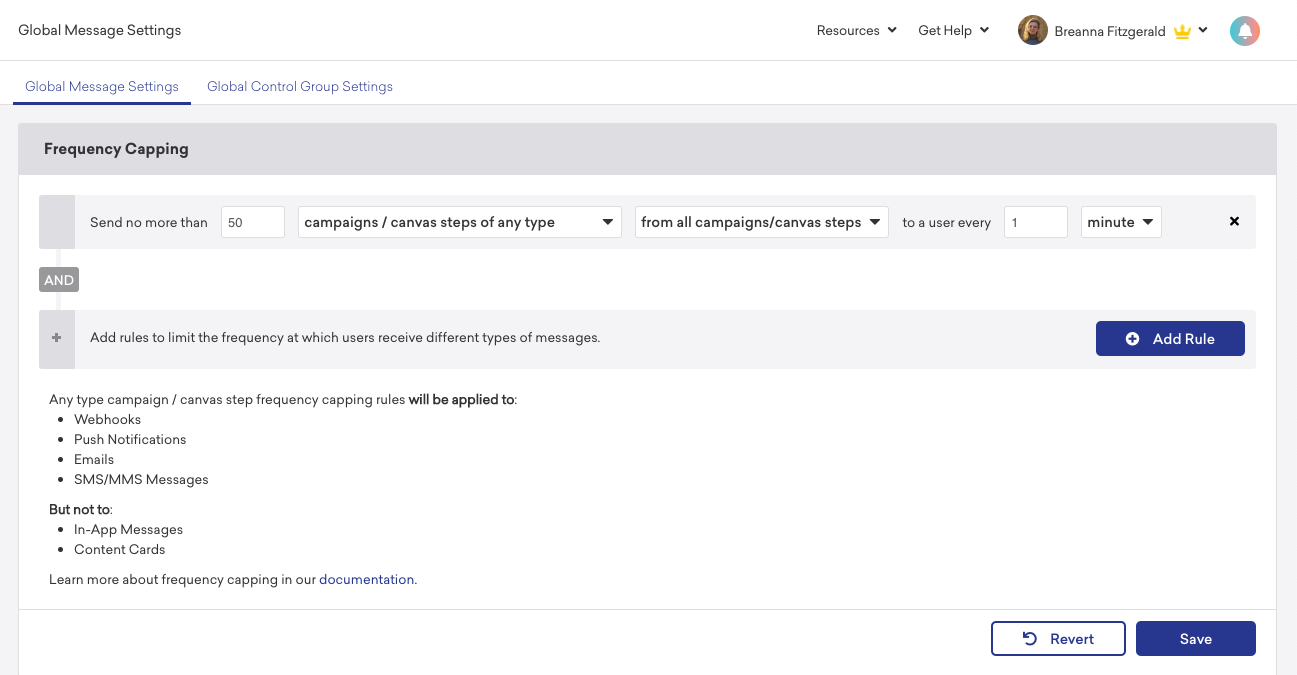 Global Message Settings
Resources
Get Help
Breanna Fitzgerald
Global Message Settings
Global Control Group Settings
Frequency Capping
Send no more than 50 campaigns / canvas steps of any type from all campaigns/canvas steps to a user every 1 minute
AND
Add rules to limit the frequency at which users receive different types of messages.
Add Rule
Any type campaign / canvas step frequency capping rules will be applied to:
Webhooks
Push Notifications
Emails
SMS/MMS Messages
But not to:
In-App Messages
Content Cards
Learn more about frequency capping in our documentation.
Revert
Save